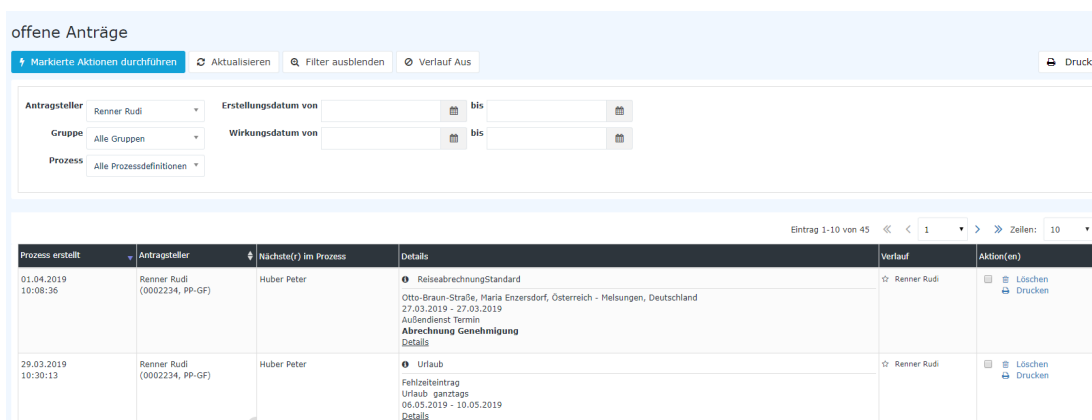 offene Anträge
Markierte Aktionen durchführen Aktualisieren Filter ausblenden Verlauf Aus Druck
Antragsteller Renner Rudi Erstellungsdatum von bis
Gruppe Alle Gruppen Wirkungsdatum von bis
Prozess Alle Prozessdefinitionen
Eintrag 1-10 von 45 1 Zeilen: 10
Prozess erstellt Antragsteller Nächste(r) im Prozess Details Verlauf Aktion(en)
01.04.2019 Renner Rudi Huber Peter ReiseabrechnungStandard Renner Rudi Löschen
10:08:36 (0002234, PP-GF) Drucken
Otto-Braun-Straße, Maria Enzersdorf, Österreich - Melsungen, Deutschland
27.03.2019 - 27.03.2019
Außendienst Termin
Abrechnung Genehmigung
Details
29.03.2019 Renner Rudi Huber Peter Urlaub Renner Rudi Löschen
10:30:13 (0002234, PP-GF) Drucken
Fehlzeiteintrag
Urlaub ganztags
06.05.2019 - 10.05.2019
Details